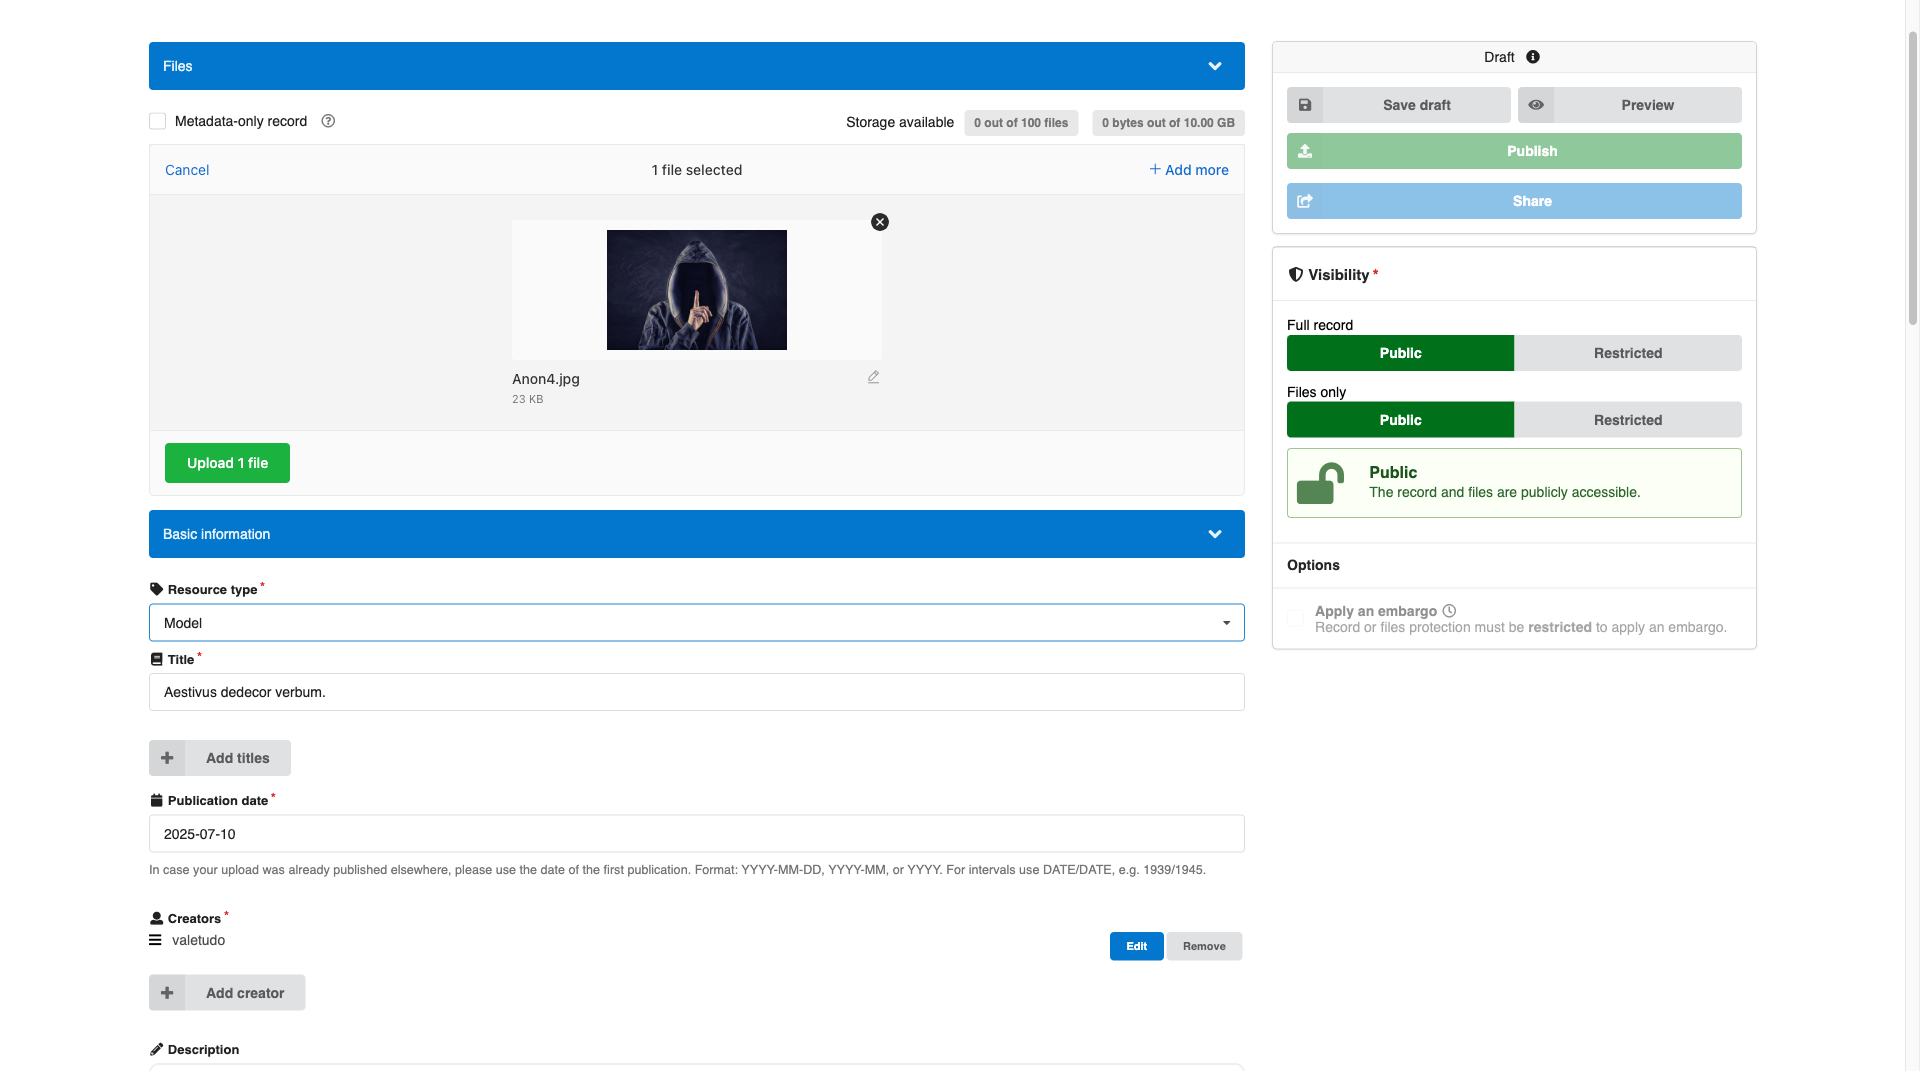 Files
Metadata-only record
Storage available 0 out of 100 files 0 bytes out of 10.00 GB
Cancel 1 file selected Add more
Anon4.jpg
23 KB
Upload 1 file
Basic information
Resource type *
Model
Title *
Aestivus dedecor verbum.
Add titles
Publication date *
2025-07-10
In case your upload was already published elsewhere, please use the date of the first publication. Format: YYYY-MM-DD, YYYY-MM, or YYYY. For intervals use DATE/DATE, e.g. 1939/1945.
Creators *
valetudo
Edit Remove
Add creator
Description
Draft
Save draft Preview
Publish
Share
Visibility *
Full record
Public Restricted
Files only
Public Restricted
Public
The record and files are publicly accessible.
Options
Apply an embargo
Record or files protection must be restricted to apply an embargo.